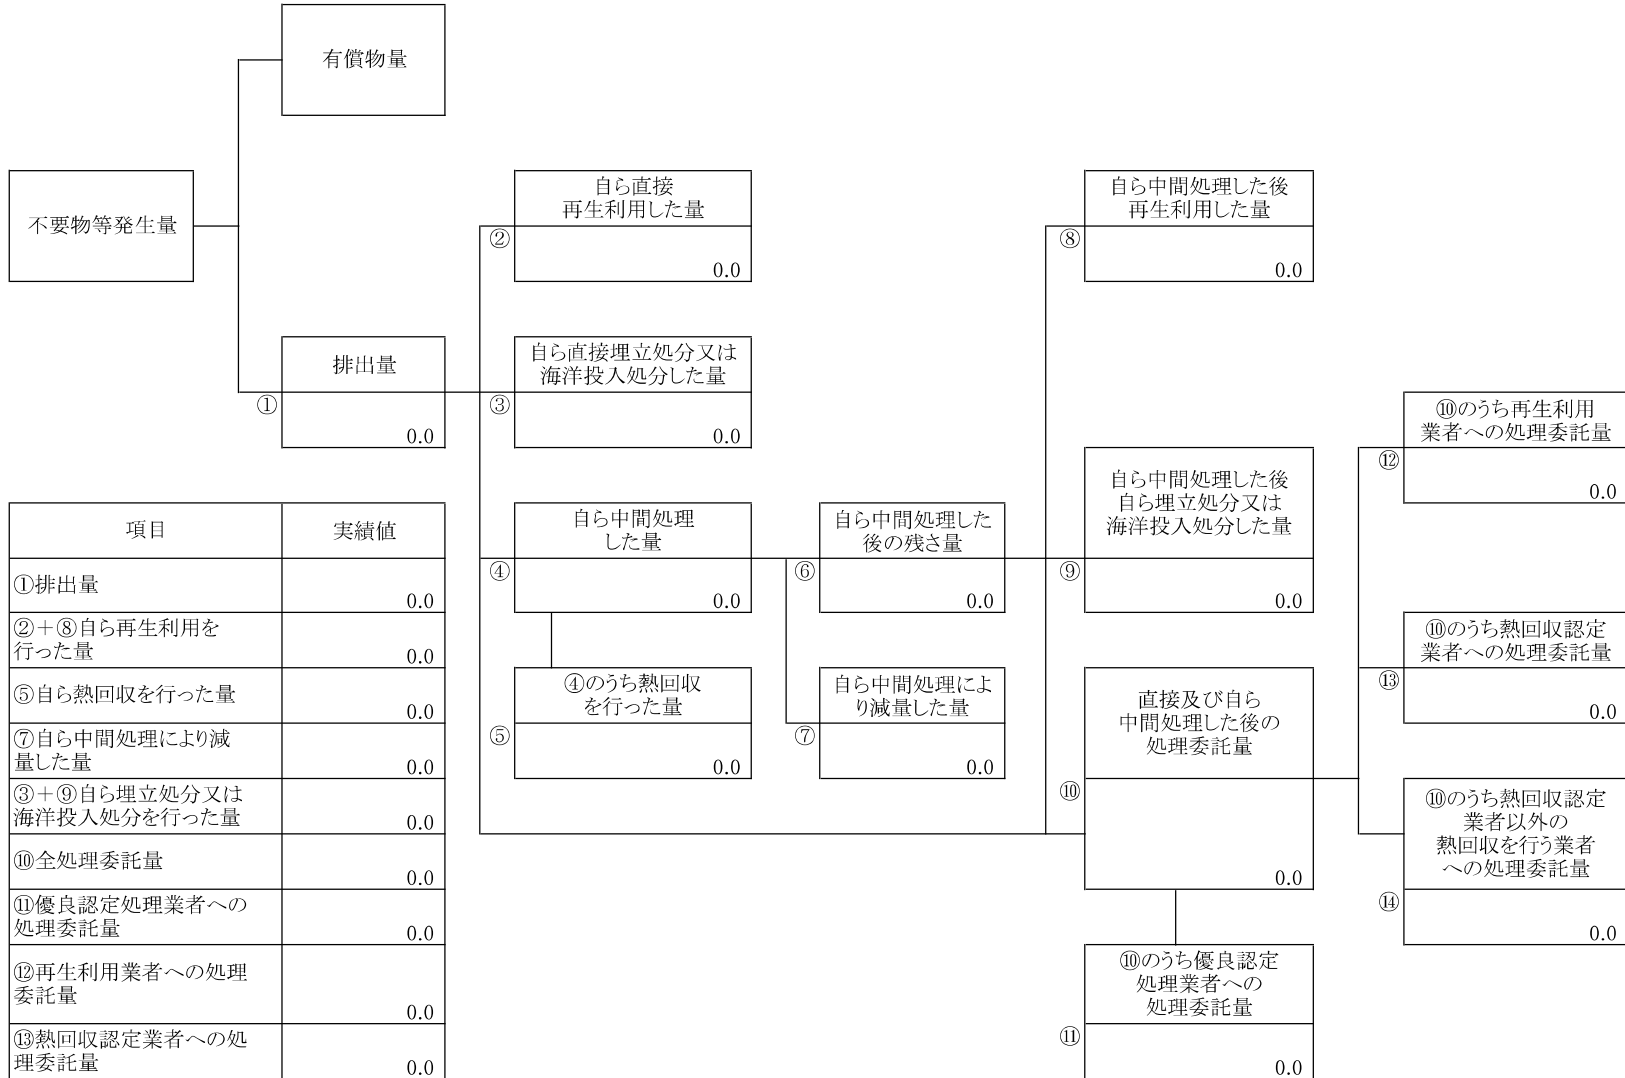 有償物量
不要物等発生量
排出量
①
0.0
自ら直接
再生利用した量
②
0.0
自ら直接埋立処分又は
海洋投入処分した量
③
0.0
自ら中間処理
した量
④
0.0
④のうち熱回収
を行った量
⑤
0.0
自ら中間処理した
後の残さ量
⑥
0.0
自ら中間処理によ
り減量した量
⑦
0.0
自ら中間処理した後
再生利用した量
⑧
0.0
自ら中間処理した後
自ら埋立処分又は
海洋投入処分した量
⑨
0.0
直接及び自ら
中間処理した後の
処理委託量
⑩
0.0
⑩のうち優良認定
処理業者への
処理委託量
⑪
0.0
⑩のうち再生利用
業者への処理委託量
⑫
0.0
⑩のうち熱回収認定
業者への処理委託量
⑬
0.0
⑩のうち熱回収認定
業者以外の
熱回収を行う業者
への処理委託量
⑭
0.0
項目 実績値
①排出量
0.0
②＋⑧自ら再生利用を
行った量
0.0
⑤自ら熱回収を行った量
0.0
⑦自ら中間処理により減
量した量
0.0
③＋⑨自ら埋立処分又は
海洋投入処分を行った量
0.0
⑩全処理委託量
0.0
⑪優良認定処理業者への
処理委託量
0.0
⑫再生利用業者への処理
委託量
0.0
⑬熱回収認定業者への処
理委託量
0.0